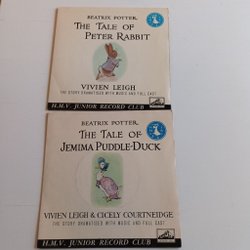 BEATRIX POTTER
THE TALE OF
PETER RABBIT
VIVIEN LEIGH
THE STORY DRAMATISED WITH MUSIC AND FULL CAST
H.M.V. JUNIOR RECORD CLUB
BEATRIX POTTER
THE TALE OF
JEMIMA PUDDLE-DUCK
VIVIEN LEIGH & CICELY COURTNEIDGE
THE STORY DRAMATISED WITH MUSIC AND FULL CAST
H.M.V. JUNIOR RECORD CLUB